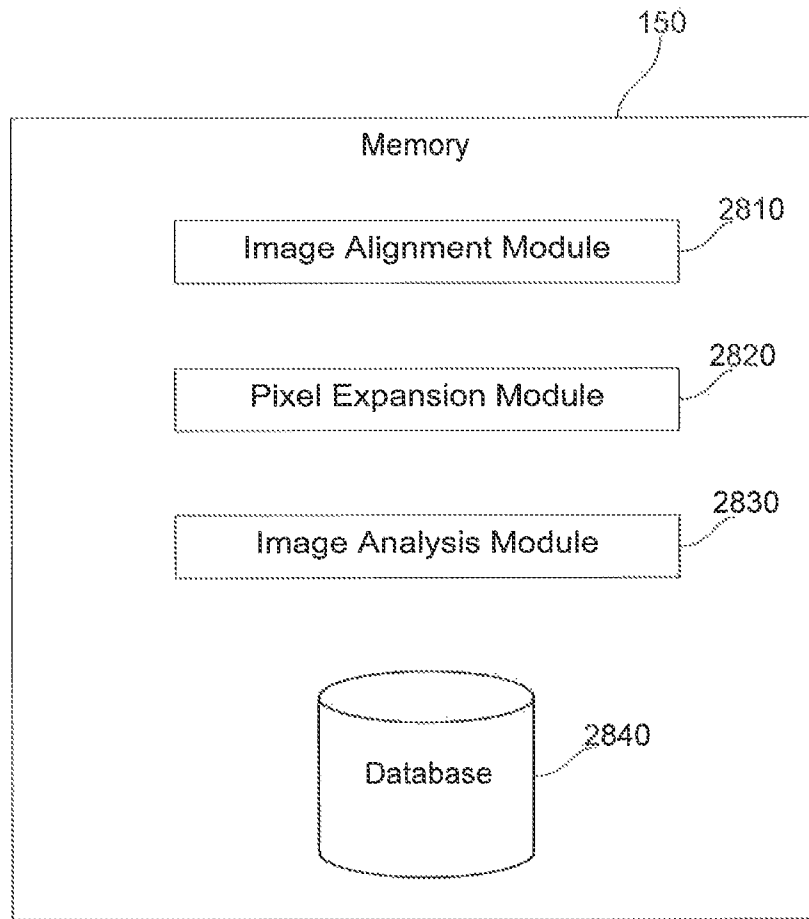 150
Memory
2810
Image Alignment Module
2820
Pixel Expansion Module
2830
Image Analysis Module
2840
Database